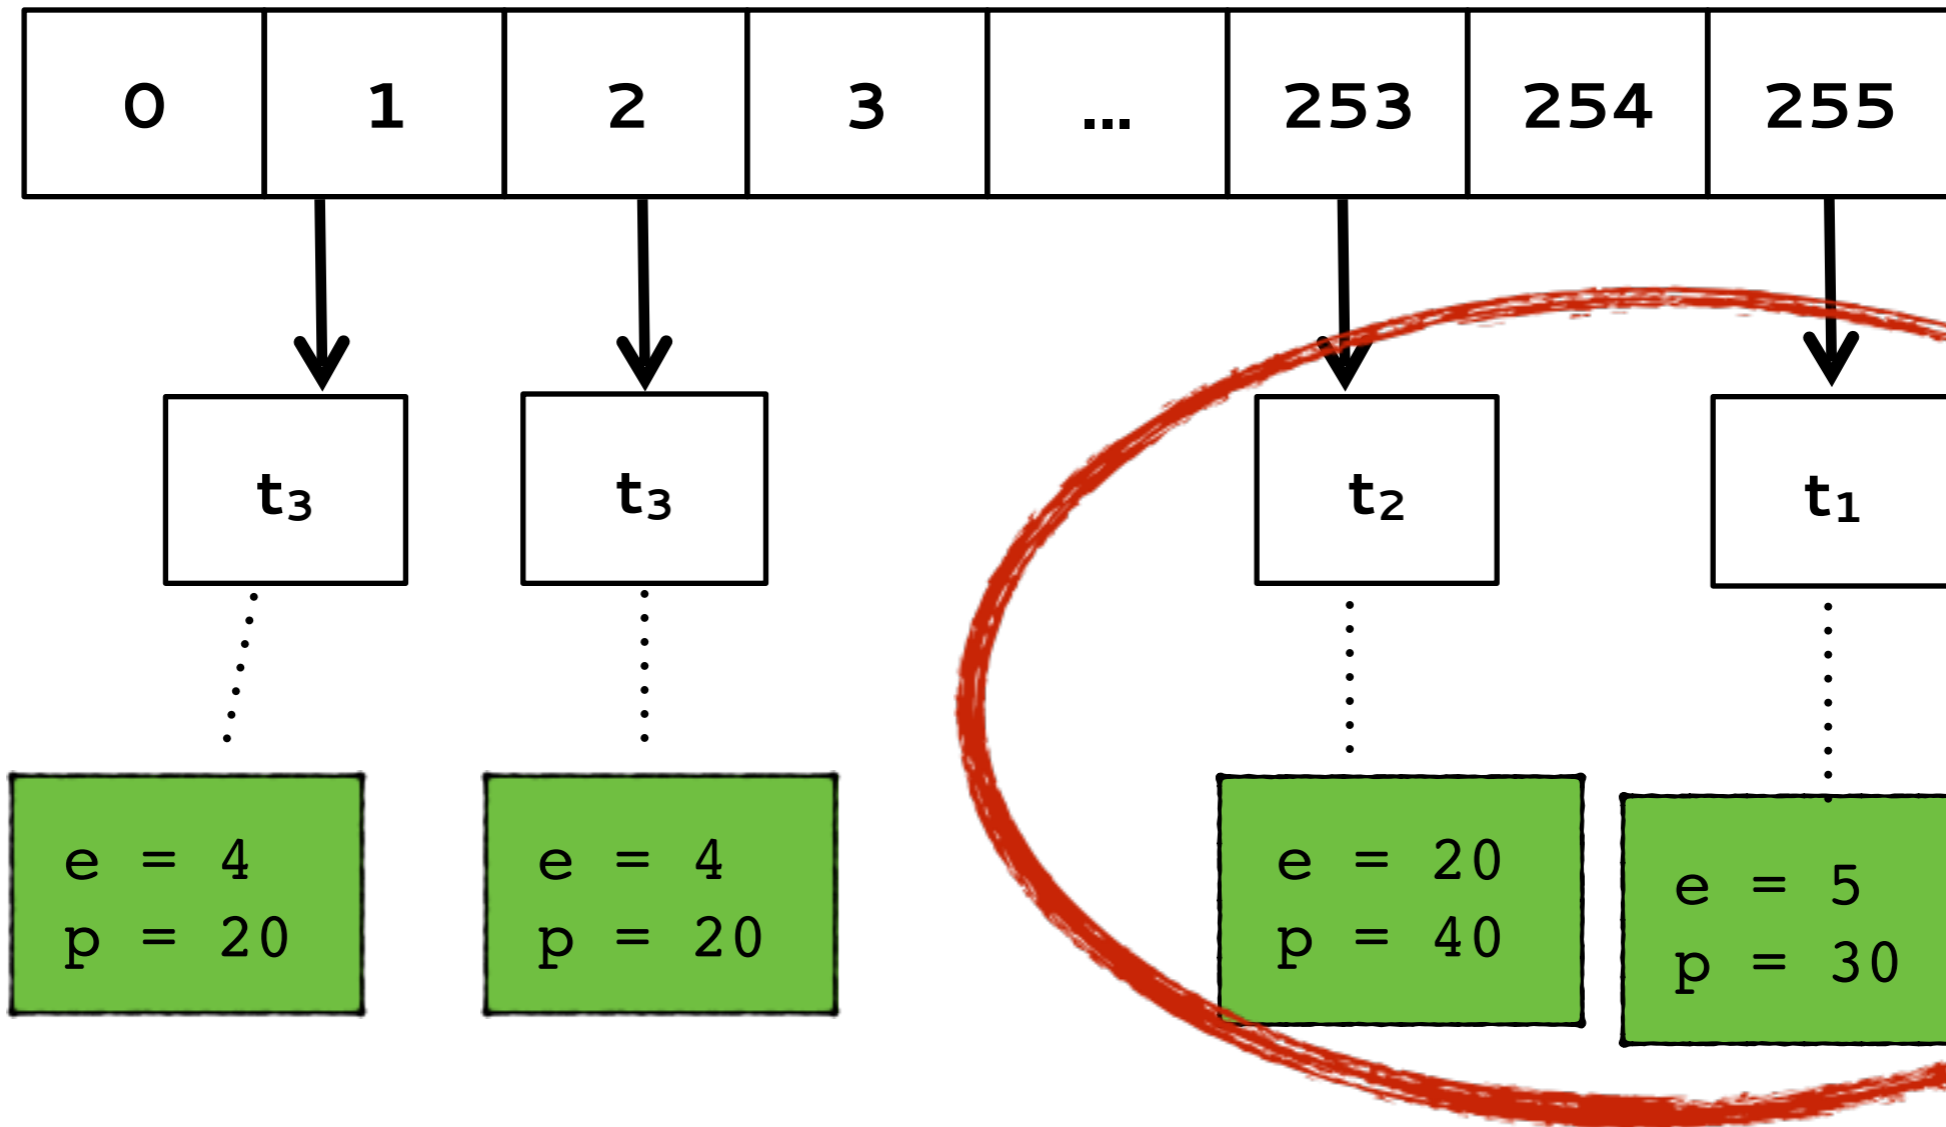 0 1 2 3 ... 253 254 255
t₃ t₃ t₂ t₁
e = 4
p = 20
e = 4
p = 20
e = 20
p = 40
e = 5
p = 30